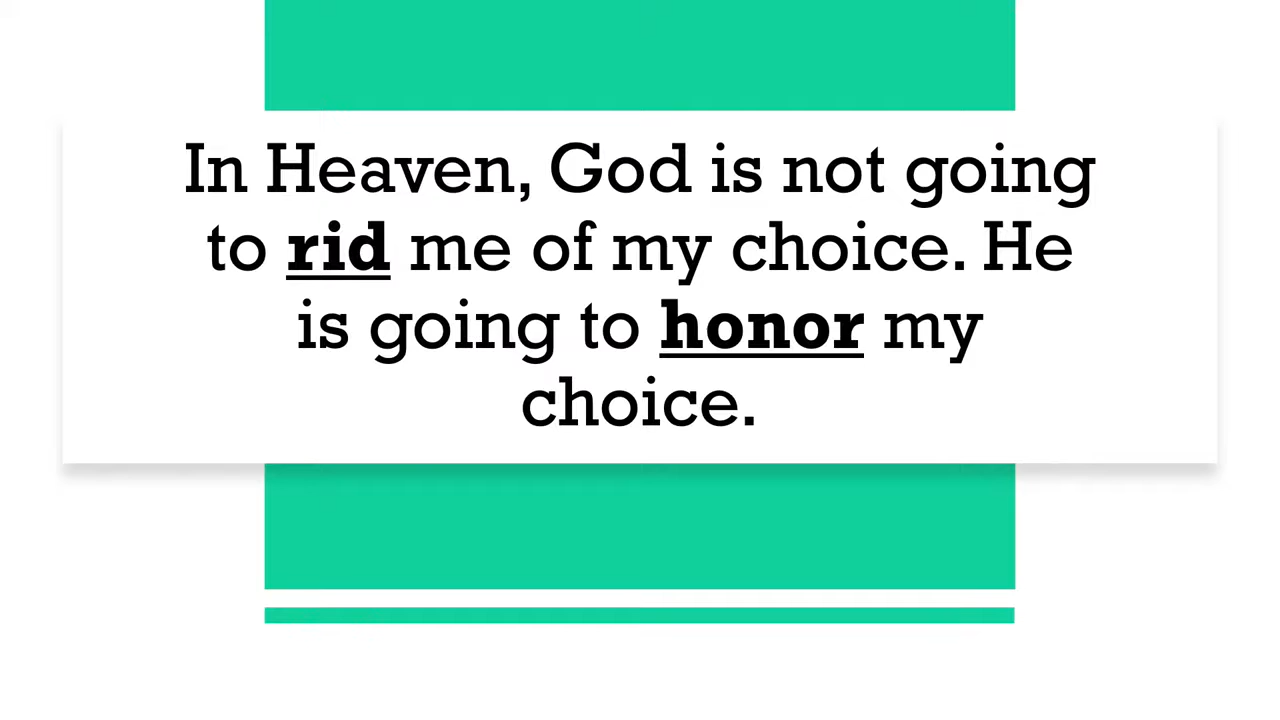 In Heaven, God is not going
to rid me of my choice. He
is going to honor my
choice.